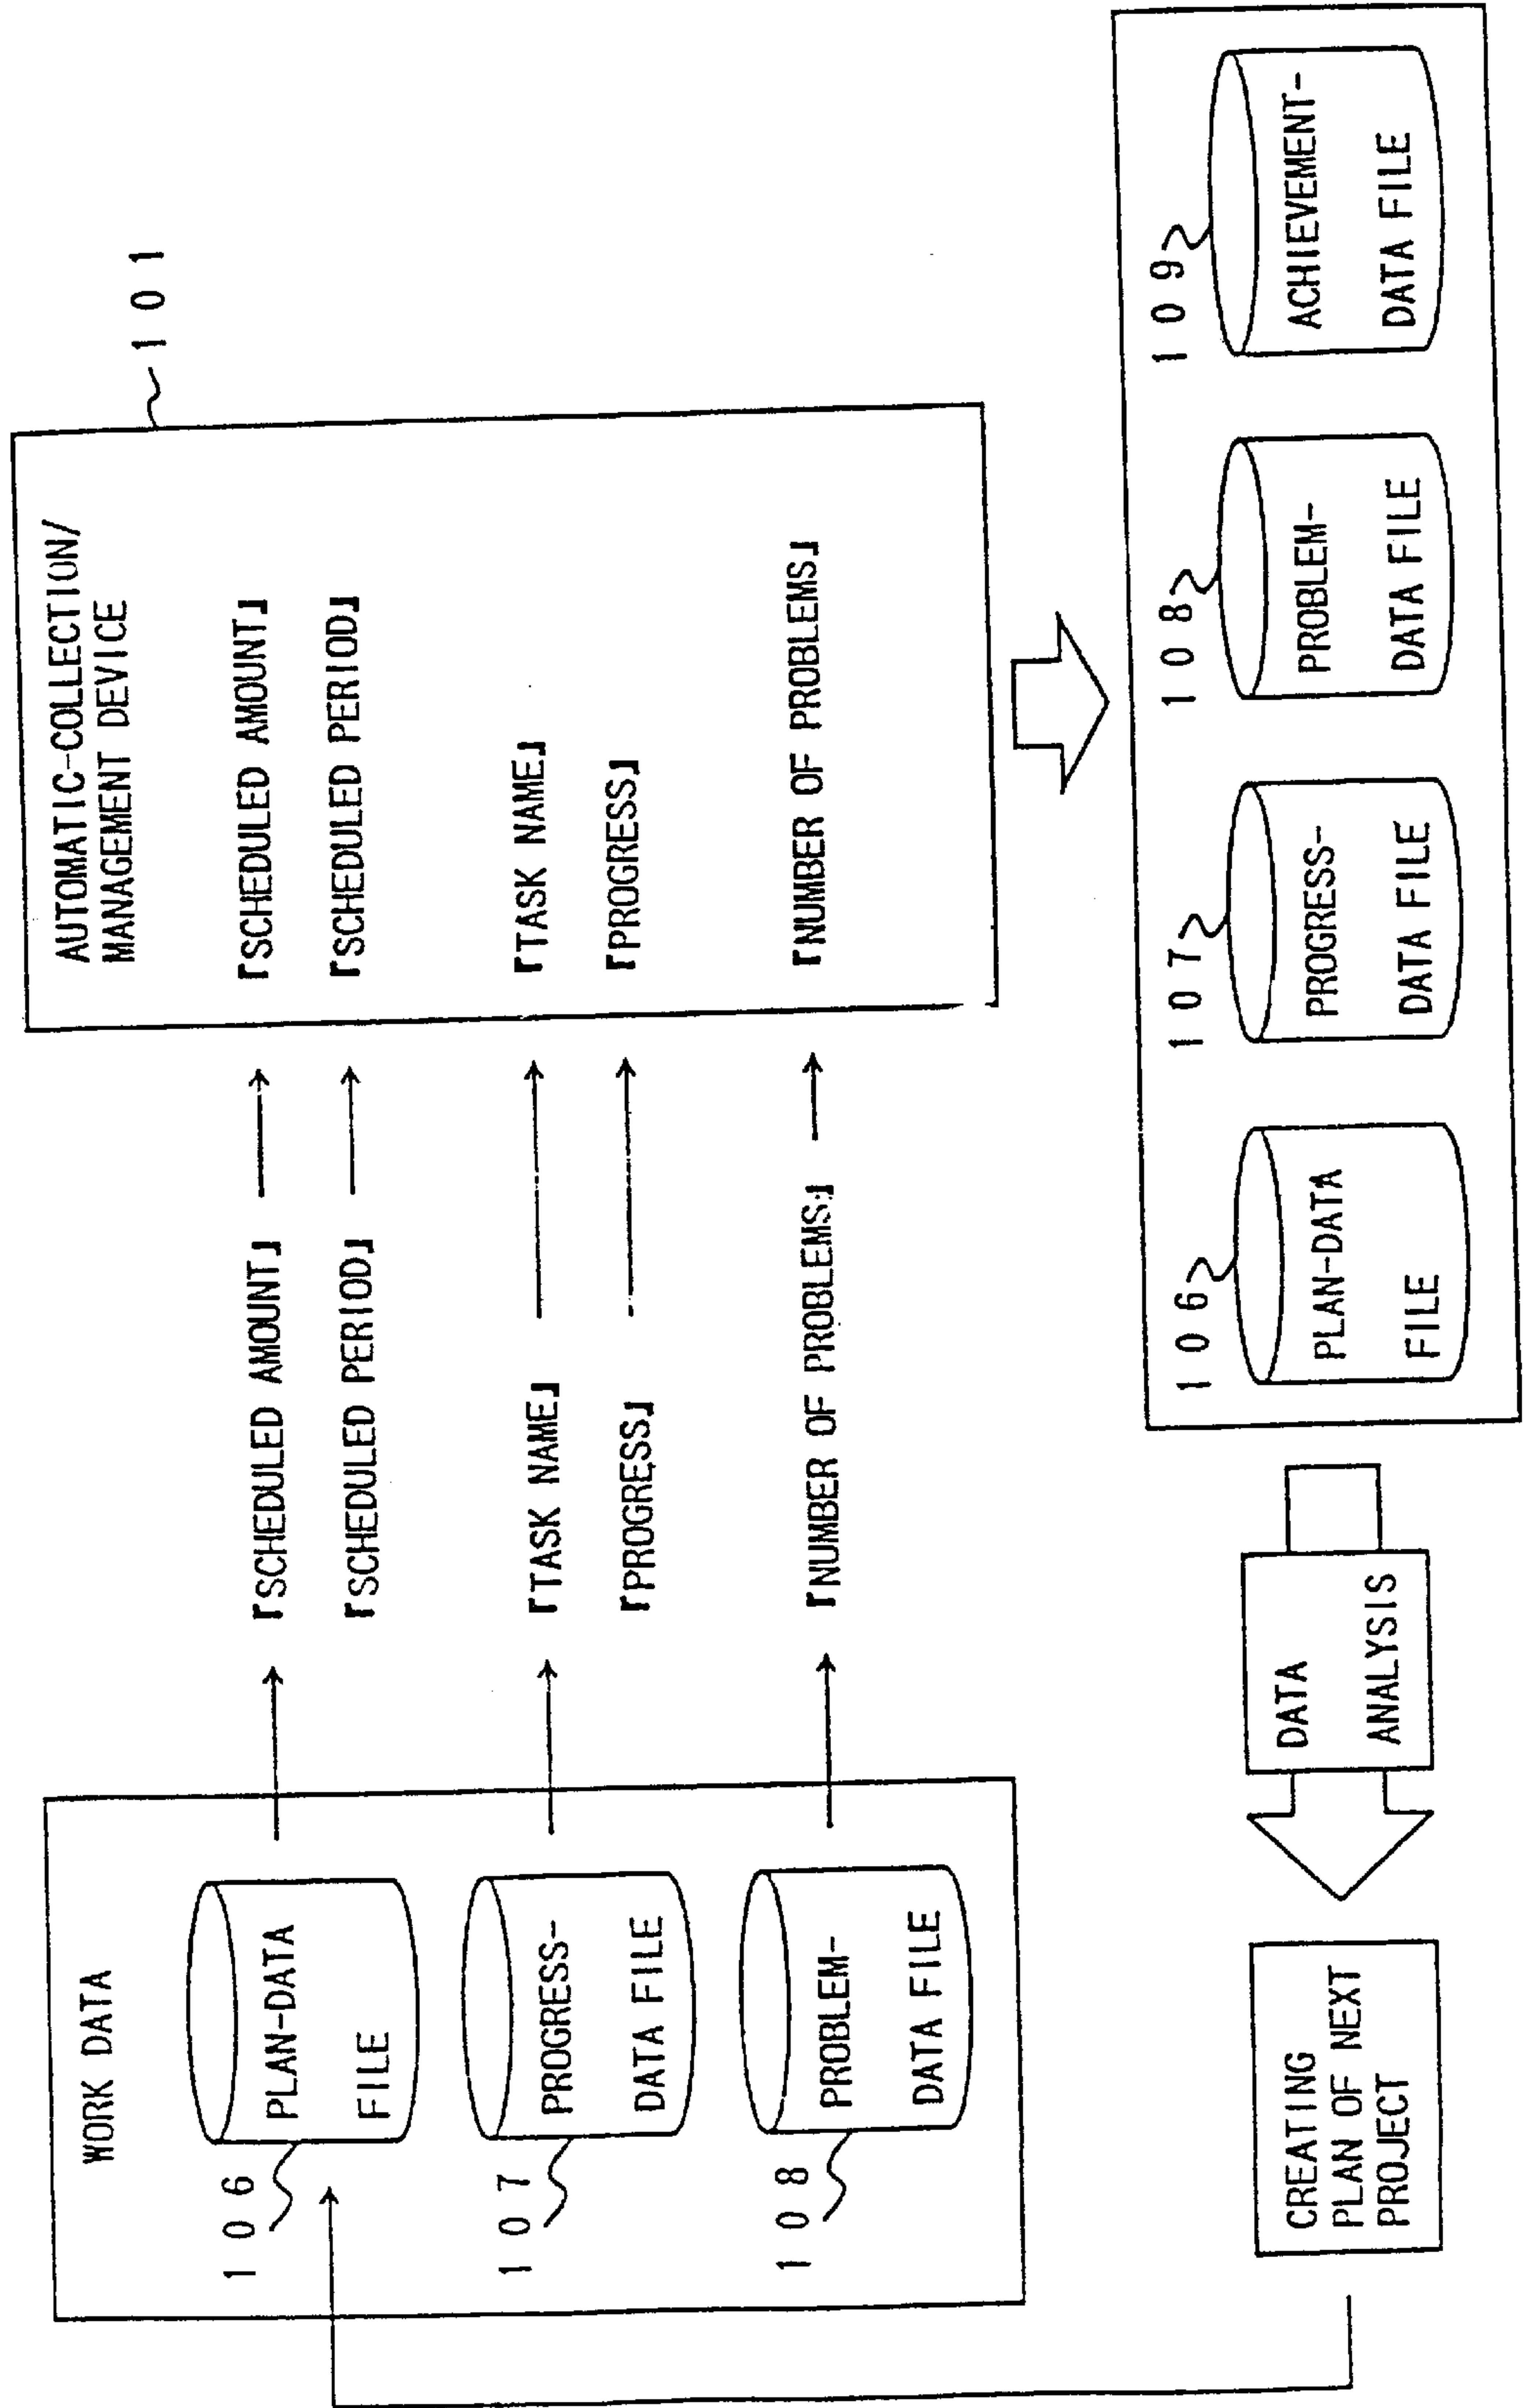 WORK DATA
106
PLAN-DATA
FILE
107
PROGRESS-
DATA FILE
108
PROBLEM-
DATA FILE
『SCHEDULED AMOUNT』
『SCHEDULED PERIOD』
『TASK NAME』
『PROGRESS』
『NUMBER OF PROBLEMS』
101
AUTOMATIC-COLLECTION/
MANAGEMENT DEVICE
『SCHEDULED AMOUNT』
『SCHEDULED PERIOD』
『TASK NAME』
『PROGRESS』
『NUMBER OF PROBLEMS』
CREATING
PLAN OF NEXT
PROJECT
DATA
ANALYSIS
106
PLAN-DATA
FILE
107
PROGRESS-
DATA FILE
108
PROBLEM-
DATA FILE
109
ACHIEVEMENT-
DATA FILE